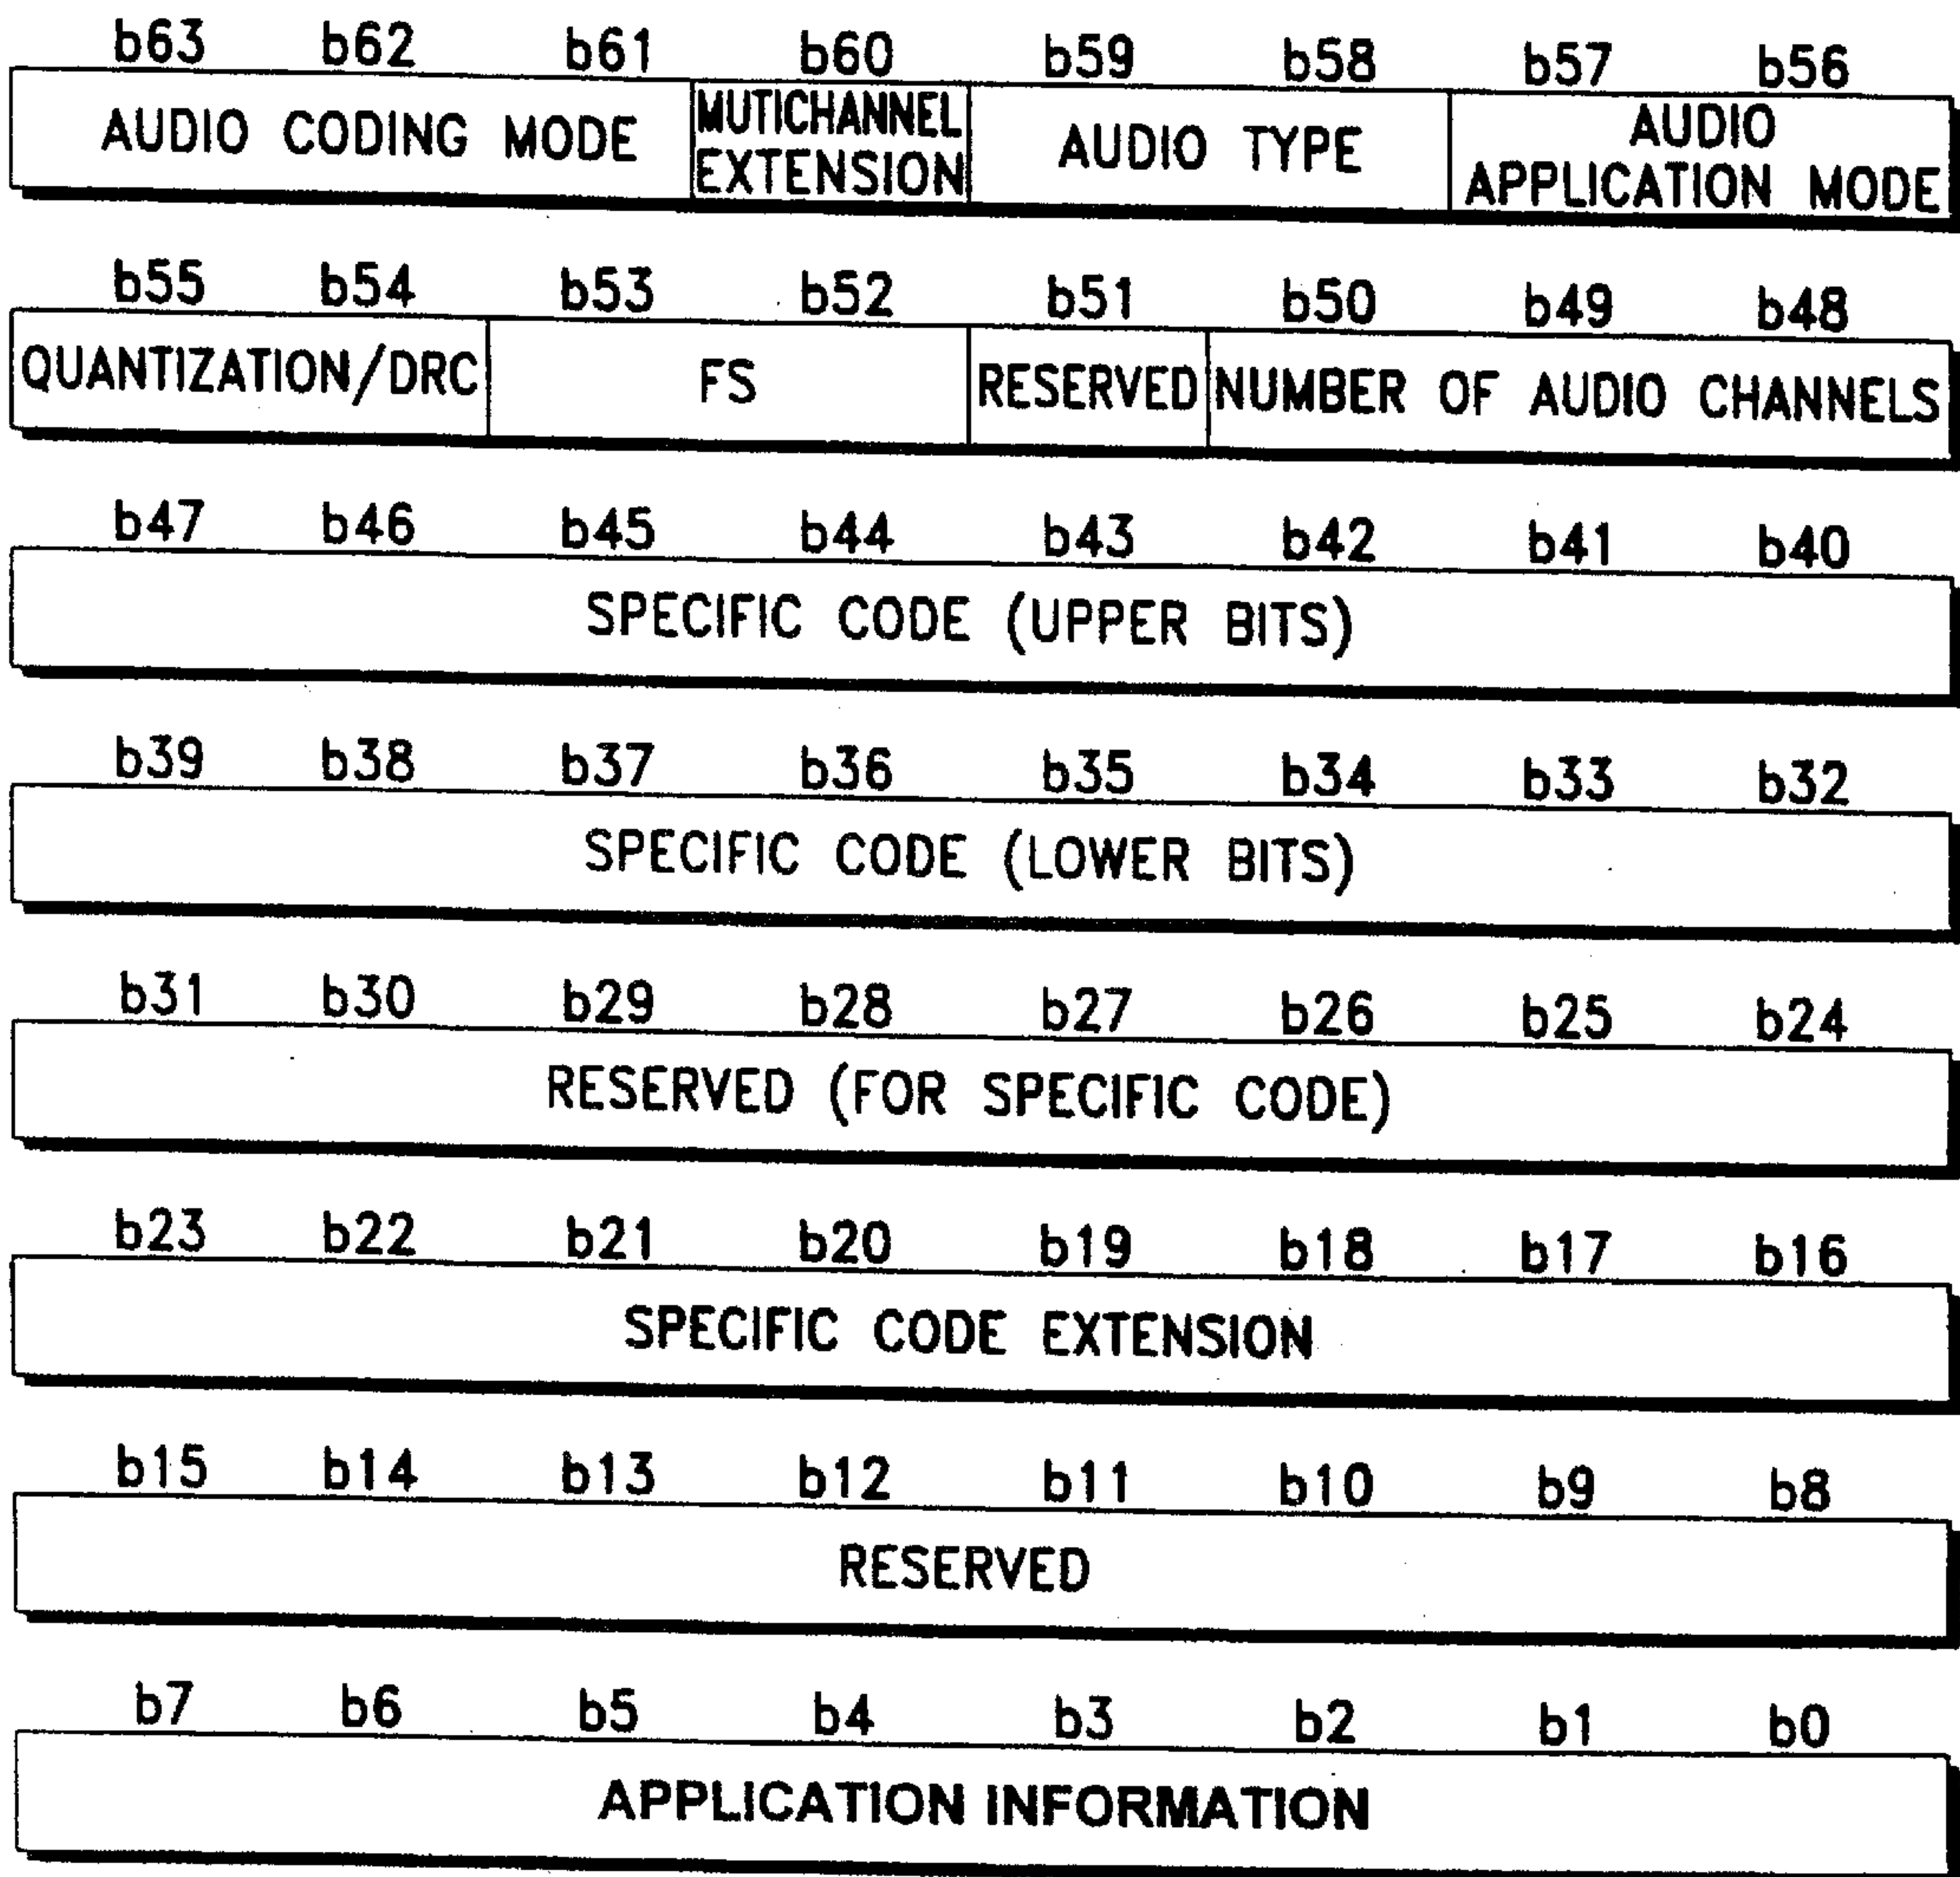 b63 b62 b61 b60 b59 b58 b57 b56
AUDIO CODING MODE
MUTICHANNEL
EXTENSION
AUDIO TYPE
AUDIO
APPLICATION MODE
b55 b54 b53 b52 b51 b50 b49 b48
QUANTIZATION/DRC
FS
RESERVED
NUMBER OF AUDIO CHANNELS
b47 b46 b45 b44 b43 b42 b41 b40
SPECIFIC CODE (UPPER BITS)
b39 b38 b37 b36 b35 b34 b33 b32
SPECIFIC CODE (LOWER BITS)
b31 b30 b29 b28 b27 b26 b25 b24
RESERVED (FOR SPECIFIC CODE)
b23 b22 b21 b20 b19 b18 b17 b16
SPECIFIC CODE EXTENSION
b15 b14 b13 b12 b11 b10 b9 b8
RESERVED
b7 b6 b5 b4 b3 b2 b1 b0
APPLICATION INFORMATION